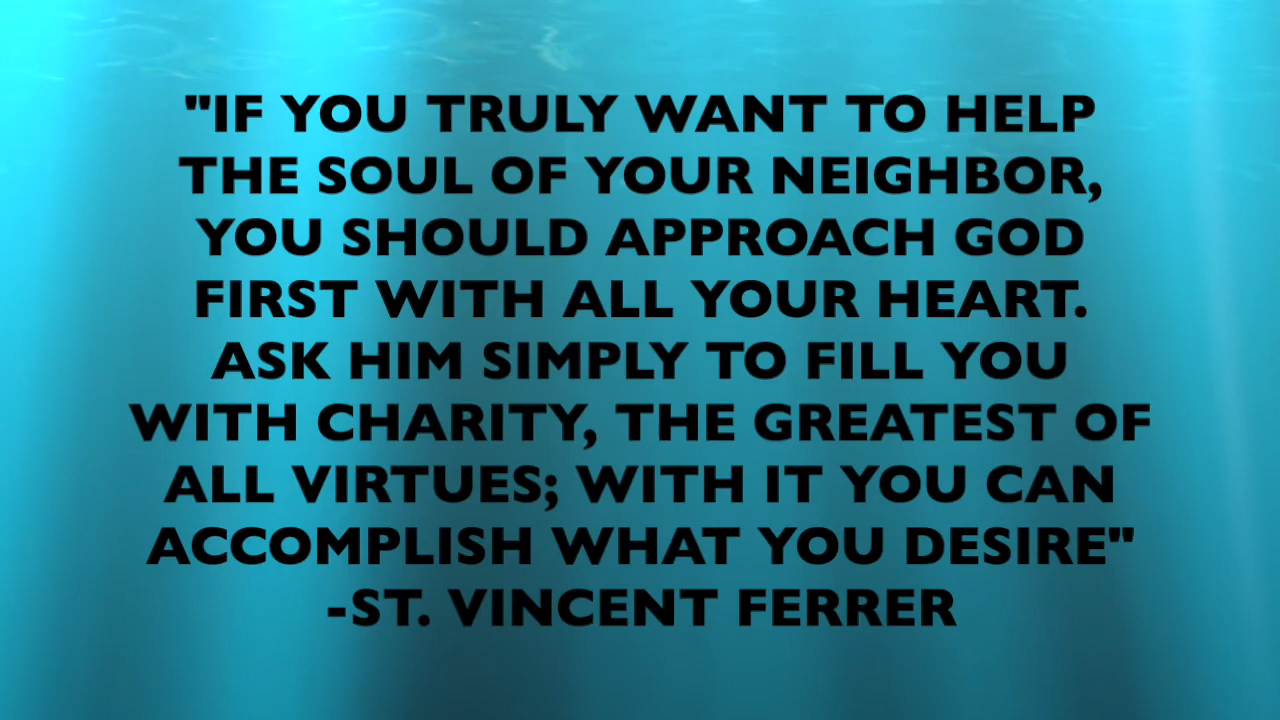 "IF YOU TRULY WANT TO HELP
THE SOUL OF YOUR NEIGHBOR,
YOU SHOULD APPROACH GOD
FIRST WITH ALL YOUR HEART.
ASK HIM SIMPLY TO FILL YOU
WITH CHARITY, THE GREATEST OF
ALL VIRTUES; WITH IT YOU CAN
ACCOMPLISH WHAT YOU DESIRE"
-ST. VINCENT FERRER